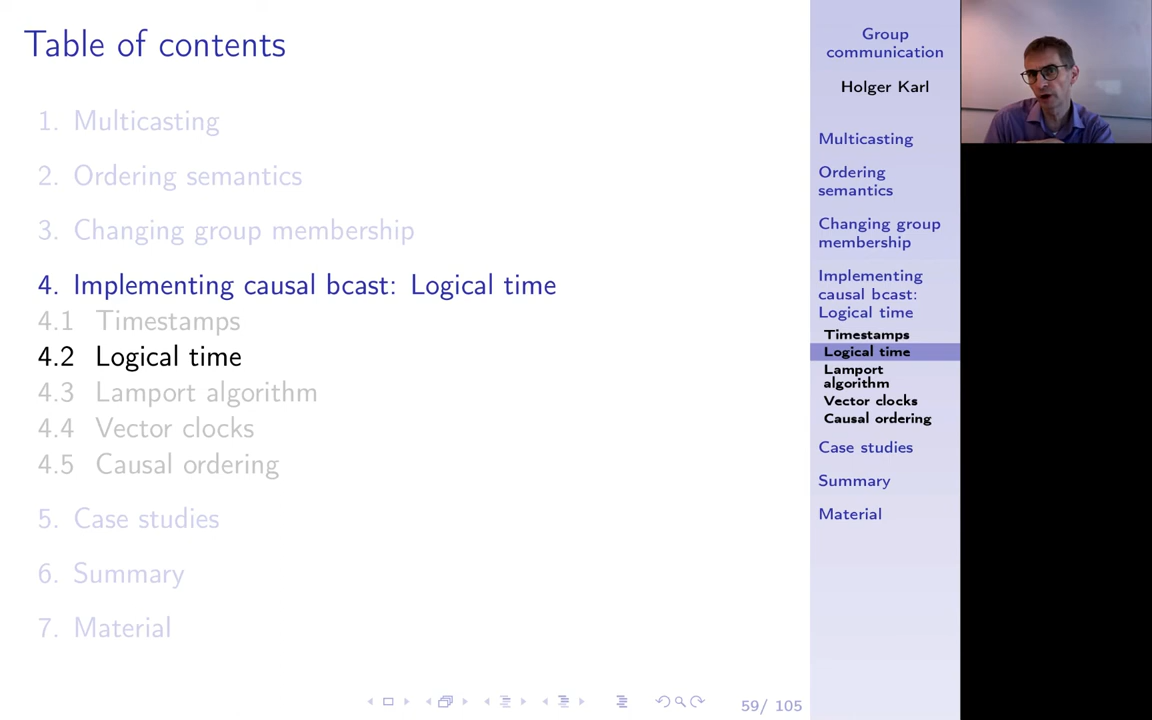 Table of contents
1. Multicasting
2. Ordering semantics
3. Changing group membership
4. Implementing causal bcast: Logical time
4.1 Timestamps
4.2 Logical time
4.3 Lamport algorithm
4.4 Vector clocks
4.5 Causal ordering
5. Case studies
6. Summary
7. Material
59/ 105
Group
communication
Holger Karl
Multicasting
Ordering
semantics
Changing group
membership
Implementing
causal bcast:
Logical time
Timestamps
Logical time
Lamport
algorithm
Vector clocks
Causal ordering
Case studies
Summary
Material